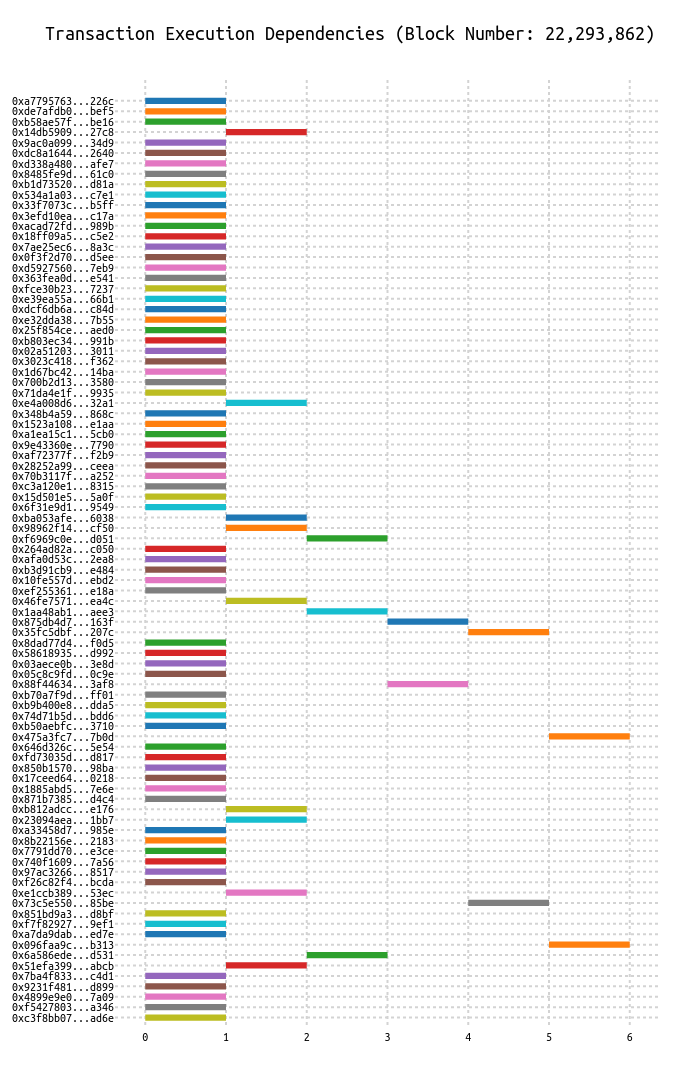 Transaction Execution Dependencies (Block Number: 22,293,862)
0xa7795763...226c
0xde7afdb0...bef5
0xb58ae57f...be16
0x14db5909...27c8
0x9ac0a099...34d9
0xdc8a1644...2640
0xd338a480...afe7
0x8485fe9d...61c0
0xb1d73520...d81a
0x534a1a03...c7e1
0x33f7073c...b5ff
0x3efd10ea...c17a
0xacad72fd...989b
0x18ff09a5...c5e2
0x7ae25ec6...8a3c
0x0f3f2d70...d5ee
0xd5927560...7eb9
0x363fea0d...e541
0xfce30b23...7237
0xe39ea55a...66b1
0xdcf6db6a...c84d
0xe32dda38...7b55
0x25f854ce...aed0
0xb803ec34...991b
0x02a51203...3011
0x3023c418...f362
0x1d67bc42...14ba
0x700b2d13...3580
0x71da4e1f...9935
0xe4a008d6...32a1
0x348b4a59...868c
0x1523a108...e1aa
0xa1ea15c1...5cb0
0x9e43360e...7790
0xaf72377f...f2b9
0x28252a99...ceea
0x70b3117f...a252
0xc3a120e1...8315
0x15d501e5...5a0f
0x6f31e9d1...9549
0xba053afe...6038
0x98962f14...cf50
0xf6969c0e...d051
0x264ad82a...c050
0xafa0d53c...2ea8
0xb3d91cb9...e484
0x10fe557d...ebd2
0xef255361...e18a
0x46fe7571...ea4c
0x1aa48ab1...aee3
0x875db4d7...163f
0x35fc5dbf...207c
0x8dad77d4...f0d5
0x58618935...d992
0x03aece0b...3e8d
0x05c8c9fd...0c9e
0x88f44634...3af8
0xb70a7f9d...ff01
0xb9b400e8...dda5
0x74d71b5d...bdd6
0xb50aebfc...3710
0x475a3fc7...7b0d
0x646d326c...5e54
0xfd73035d...d817
0x850b1570...98ba
0x17ceed64...0218
0x1885abd5...7e6e
0x871b7385...d4c4
0xb812adcc...e176
0x23094aea...1bb7
0xa33458d7...985e
0x8b22156e...2183
0x7791dd70...e3ce
0x740f1609...7a56
0x97ac3266...8517
0xf26c82f4...bcda
0xe1ccb389...53ec
0x73c5e550...85be
0x851bd9a3...d8bf
0xf7f82927...9ef1
0xa7da9dab...ed7e
0x096faa9c...b313
0x6a586ede...d531
0x51efa399...abcb
0x7ba4f833...c4d1
0x9231f481...d899
0x4899e9e0...7a09
0xf5427803...a346
0xc3f8bb07...ad6e
0 1 2 3 4 5 6